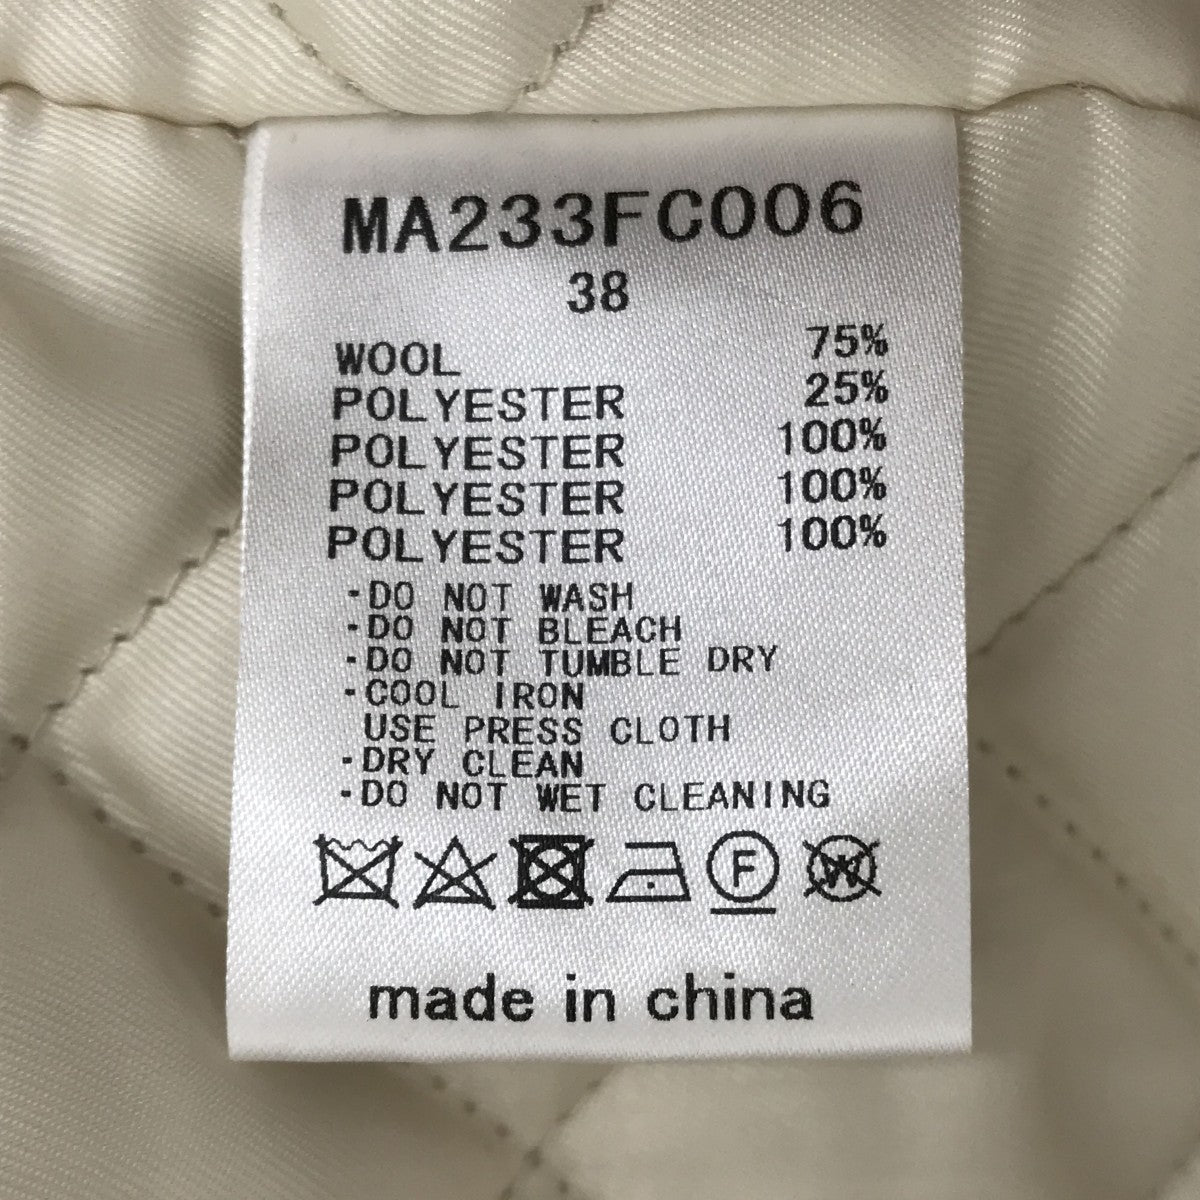 MA233FC006
38
WOOL 75%
POLYESTER 25%
POLYESTER 100%
POLYESTER 100%
POLYESTER 100%
-DO NOT WASH
-DO NOT BLEACH
-DO NOT TUMBLE DRY
-COOL IRON
USE PRESS CLOTH
-DRY CLEAN
-DO NOT WET CLEANING
F W
made in china